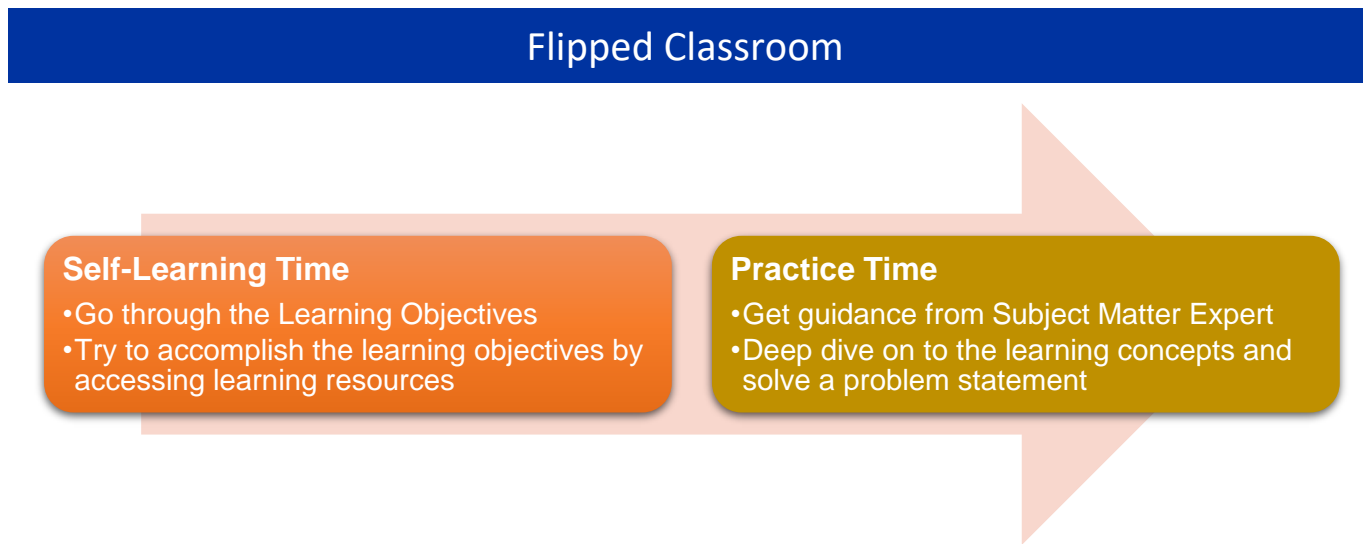 Flipped Classroom
Self-Learning Time
•Go through the Learning Objectives
•Try to accomplish the learning objectives by
accessing learning resources
Practice Time
•Get guidance from Subject Matter Expert
•Deep dive on to the learning concepts and
solve a problem statement